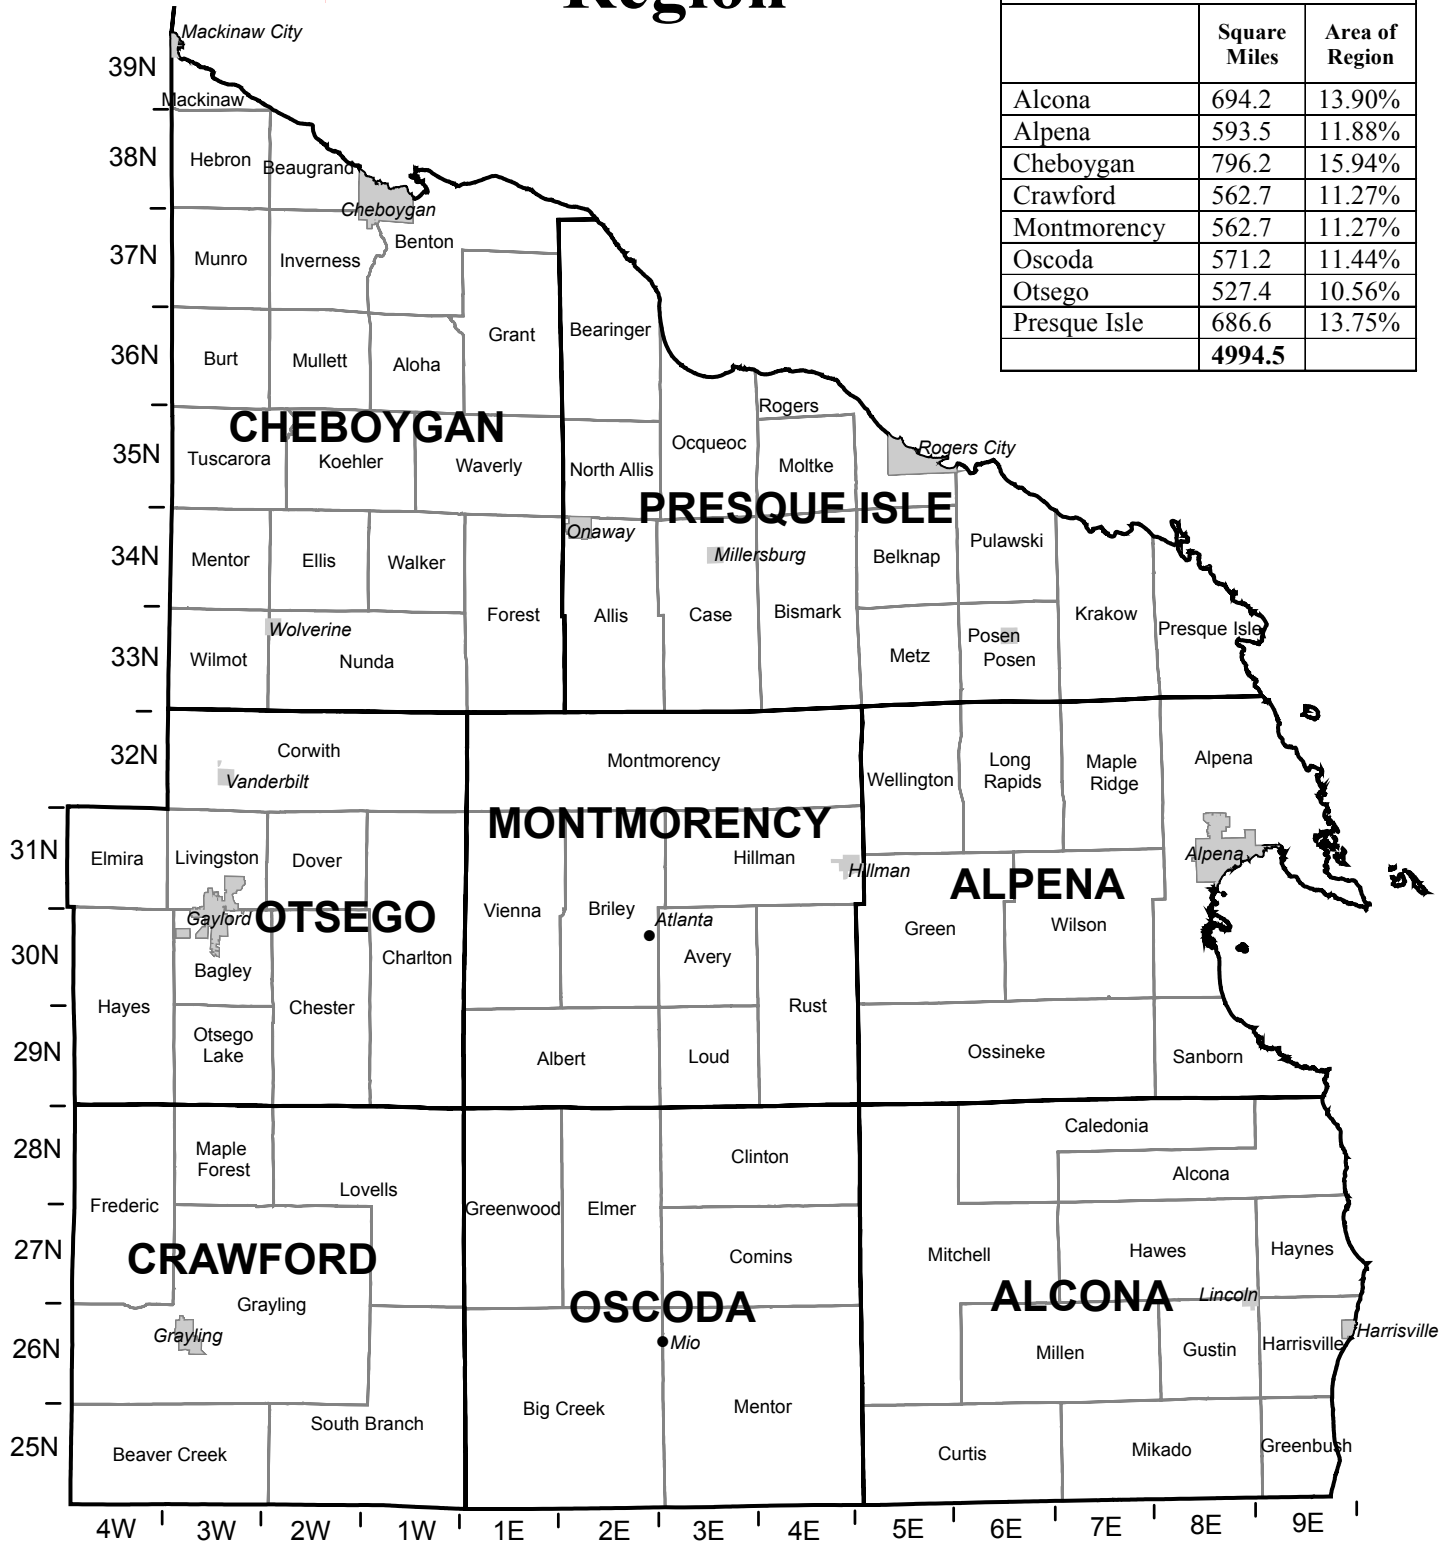 Region
Square Miles
Area of Region
Alcona 694.2 13.90%
Alpena 593.5 11.88%
Cheboygan 796.2 15.94%
Crawford 562.7 11.27%
Montmorency 562.7 11.27%
Oscoda 571.2 11.44%
Otsego 527.4 10.56%
Presque Isle 686.6 13.75%
4994.5
Mackinaw City
39N
Mackinaw
38N
Hebron
Beaugrand
Cheboygan
37N
Munro
Inverness
Benton
36N
Burt
Mullett
Aloha
Grant
Bearinger
CHEBOYGAN
Rogers
35N
Tuscarora
Koehler
Waverly
North Allis
Ocqueoc
Moltke
Rogers City
PRESQUE ISLE
Onaway
34N
Mentor
Ellis
Walker
Millersburg
Belknap
Pulawski
Forest
Allis
Case
Bismark
Krakow
Presque Isle
33N
Wolverine
Wilmot
Nunda
Metz
Posen
Posen
32N
Corwith
Vanderbilt
Montmorency
Wellington
Long
Rapids
Maple
Ridge
Alpena
MONTMORENCY
31N
Elmira
Livingston
Dover
Hillman
Hillman
ALPENA
Alpena
Gaylord
OTSEGO
Vienna
Briley
Atlanta
Green
Wilson
30N
Bagley
Charlton
Avery
Hayes
Chester
Rust
29N
Otsego
Lake
Albert
Loud
Ossineke
Sanborn
28N
Maple
Forest
Clinton
Caledonia
Alcona
Frederic
Lovells
Greenwood
Elmer
27N
CRAWFORD
Comins
Mitchell
Hawes
Haynes
Grayling
OSCODA
ALCONA
Lincoln
26N
Grayling
Mio
Millen
Gustin
Harrisville
Harrisville
25N
Beaver Creek
South Branch
Big Creek
Mentor
Curtis
Mikado
Greenbush
4W 3W 2W 1W 1E 2E 3E 4E 5E 6E 7E 8E 9E